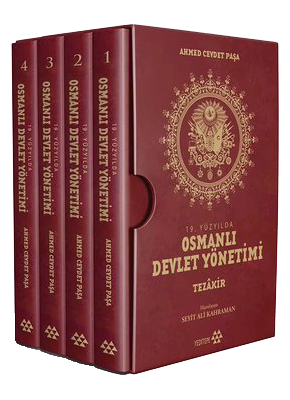 4
OSMANLI DEVLET YÖNETİMİ
19. YÜZYILDA
AHMED CEVDET PAŞA
3
OSMANLI DEVLET YÖNETİMİ
19. YÜZYILDA
AHMED CEVDET PAŞA
2
OSMANLI DEVLET YÖNETİMİ
19. YÜZYILDA
AHMED CEVDET PAŞA
1
OSMANLI DEVLET YÖNETİMİ
19. YÜZYILDA
AHMED CEVDET PAŞA
AHMED CEVDET PAŞA
19. YÜZYILDA
OSMANLI
DEVLET YÖNETİMİ
TEZÂKİR
Hazırlayan
SEYİT ALİ KAHRAMAN
YEDİTEPE